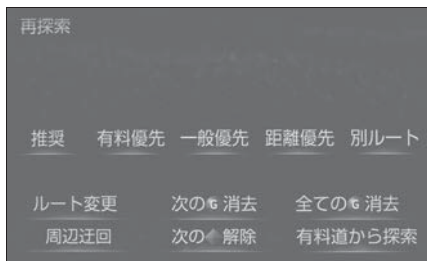 再探索
推奨 有料優先 一般優先 距離優先 別ルート
ルート変更 次の G 消去 全ての G 消去
周辺迂回 次の 解除 有料道から探索